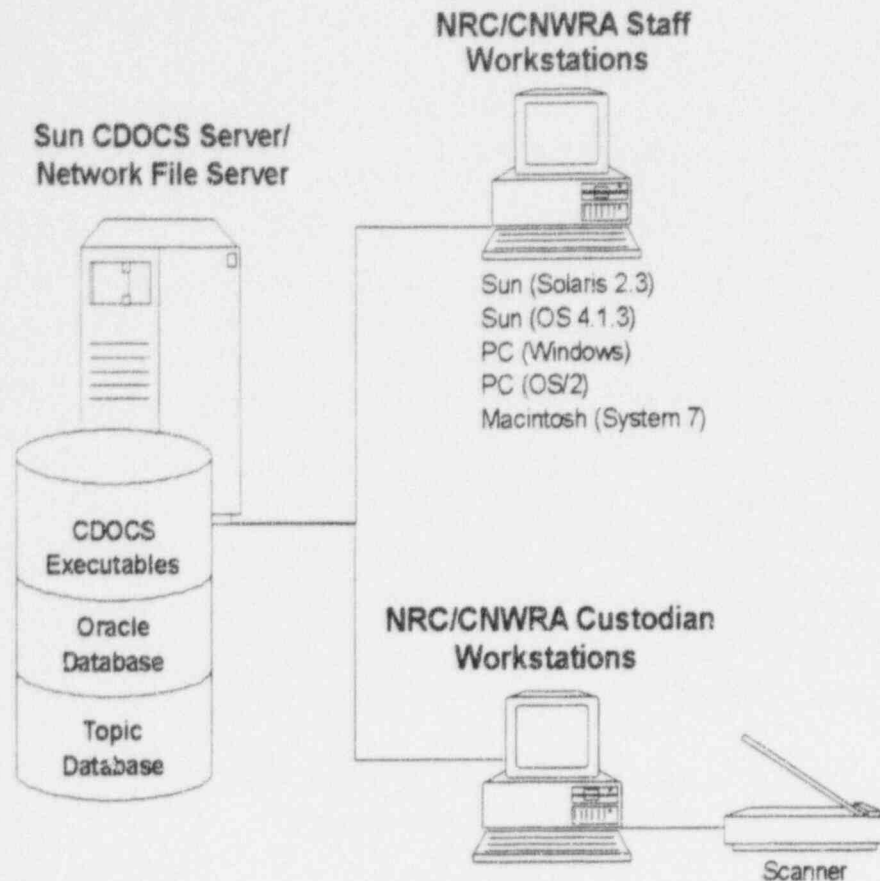 NRC/CNWRA Staff
Workstations
Sun CDOCS Server/
Network File Server
Sun (Solaris 2.3)
Sun (OS 4.1.3)
PC (Windows)
PC (OS/2)
Macintosh (System 7)
CDOCS
Executables
Oracle
Database
Topic
Database
NRC/CNWRA Custodian
Workstations
Scanner